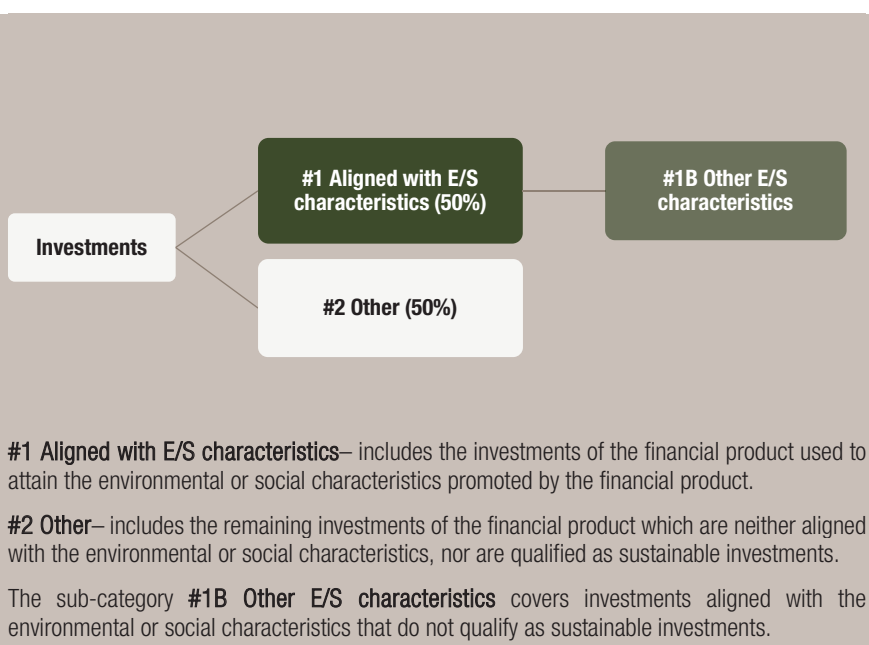 #1 Aligned with E/S
characteristics (50%)
#1B Other E/S
characteristics
Investments
#2 Other (50%)
#1 Aligned with E/S characteristics– includes the investments of the financial product used to
attain the environmental or social characteristics promoted by the financial product.
#2 Other– includes the remaining investments of the financial product which are neither aligned
with the environmental or social characteristics, nor are qualified as sustainable investments.
The sub-category #1B Other E/S characteristics covers investments aligned with the
environmental or social characteristics that do not qualify as sustainable investments.